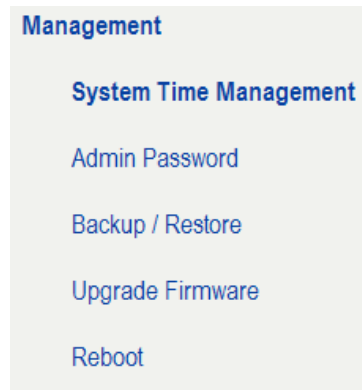 Management
System Time Management
Admin Password
Backup / Restore
Upgrade Firmware
Reboot